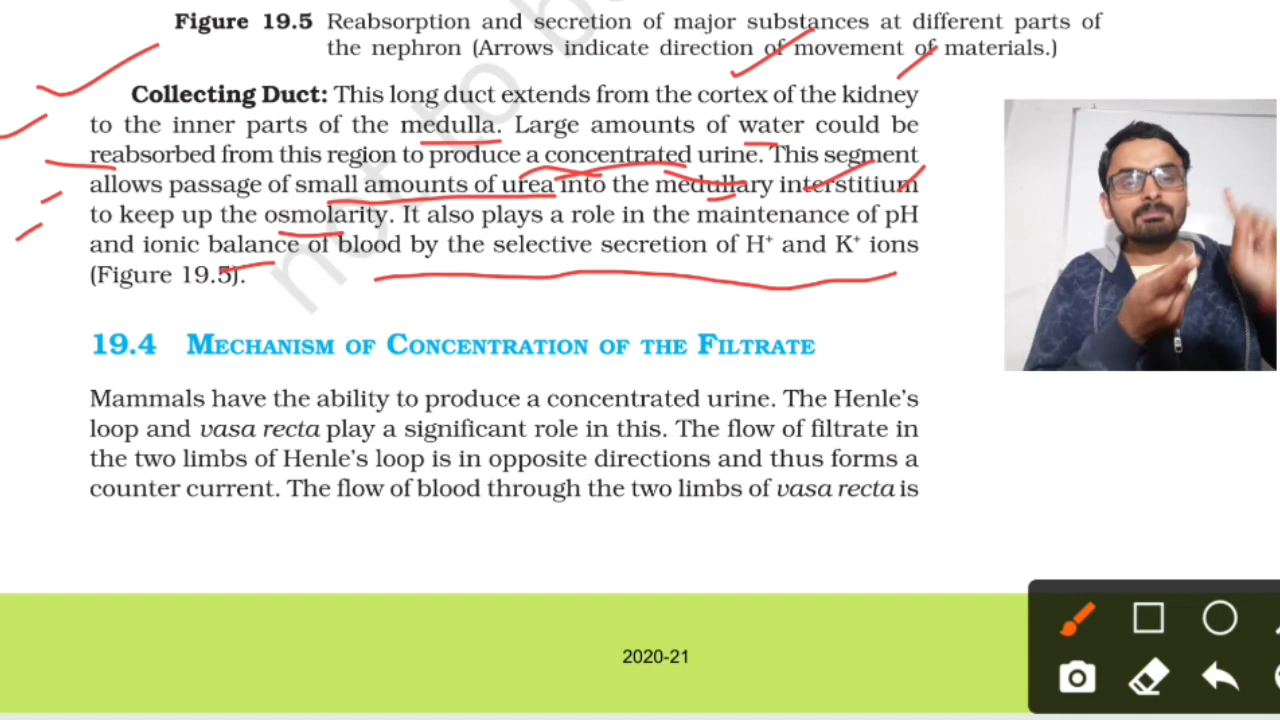 Figure 19.5 Reabsorption and secretion of major substances at different parts of
the nephron (Arrows indicate direction of movement of materials.)
Collecting Duct: This long duct extends from the cortex of the kidney
to the inner parts of the medulla. Large amounts of water could be
reabsorbed from this region to produce a concentrated urine. This segment
allows passage of small amounts of urea into the medullary interstitium
to keep up the osmolarity. It also plays a role in the maintenance of pH
and ionic balance of blood by the selective secretion of H⁺ and K⁺ ions
(Figure 19.5).
19.4 MECHANISM OF CONCENTRATION OF THE FILTRATE
Mammals have the ability to produce a concentrated urine. The Henle's
loop and vasa recta play a significant role in this. The flow of filtrate in
the two limbs of Henle's loop is in opposite directions and thus forms a
counter current. The flow of blood through the two limbs of vasa recta is
2020-21
not to be